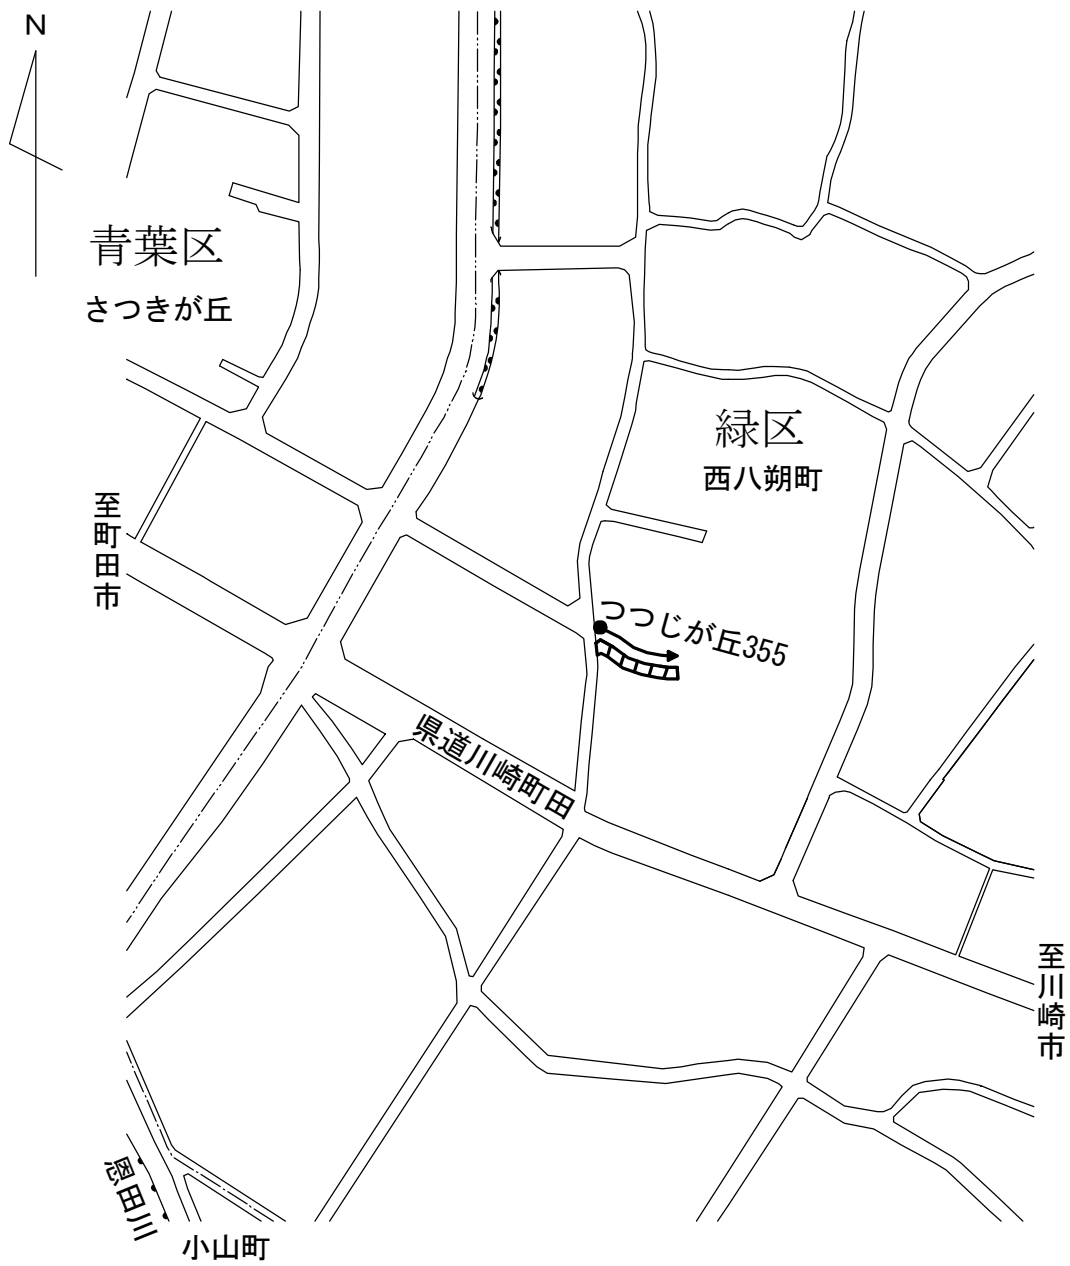 N
青葉区
さつきが丘
緑区
西八朔町
至町田市
つつじが丘355
県道川崎町田
至川崎市
恩田川
小山町